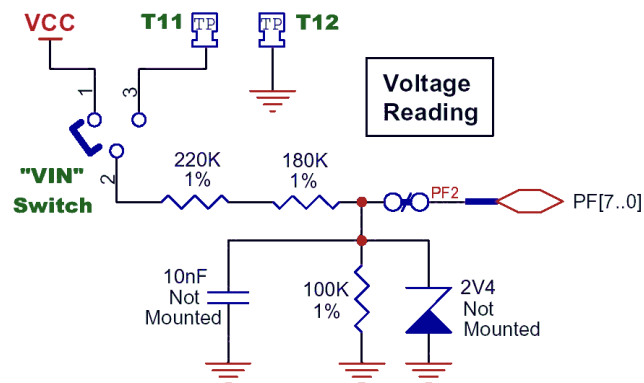 VCC
T11
TP
TP
T12
1
3
Voltage
Reading
"VIN"
Switch
2
220K
1%
180K
1%
PF2
PF[7..0]
10nF
Not
Mounted
100K
1%
2V4
Not
Mounted